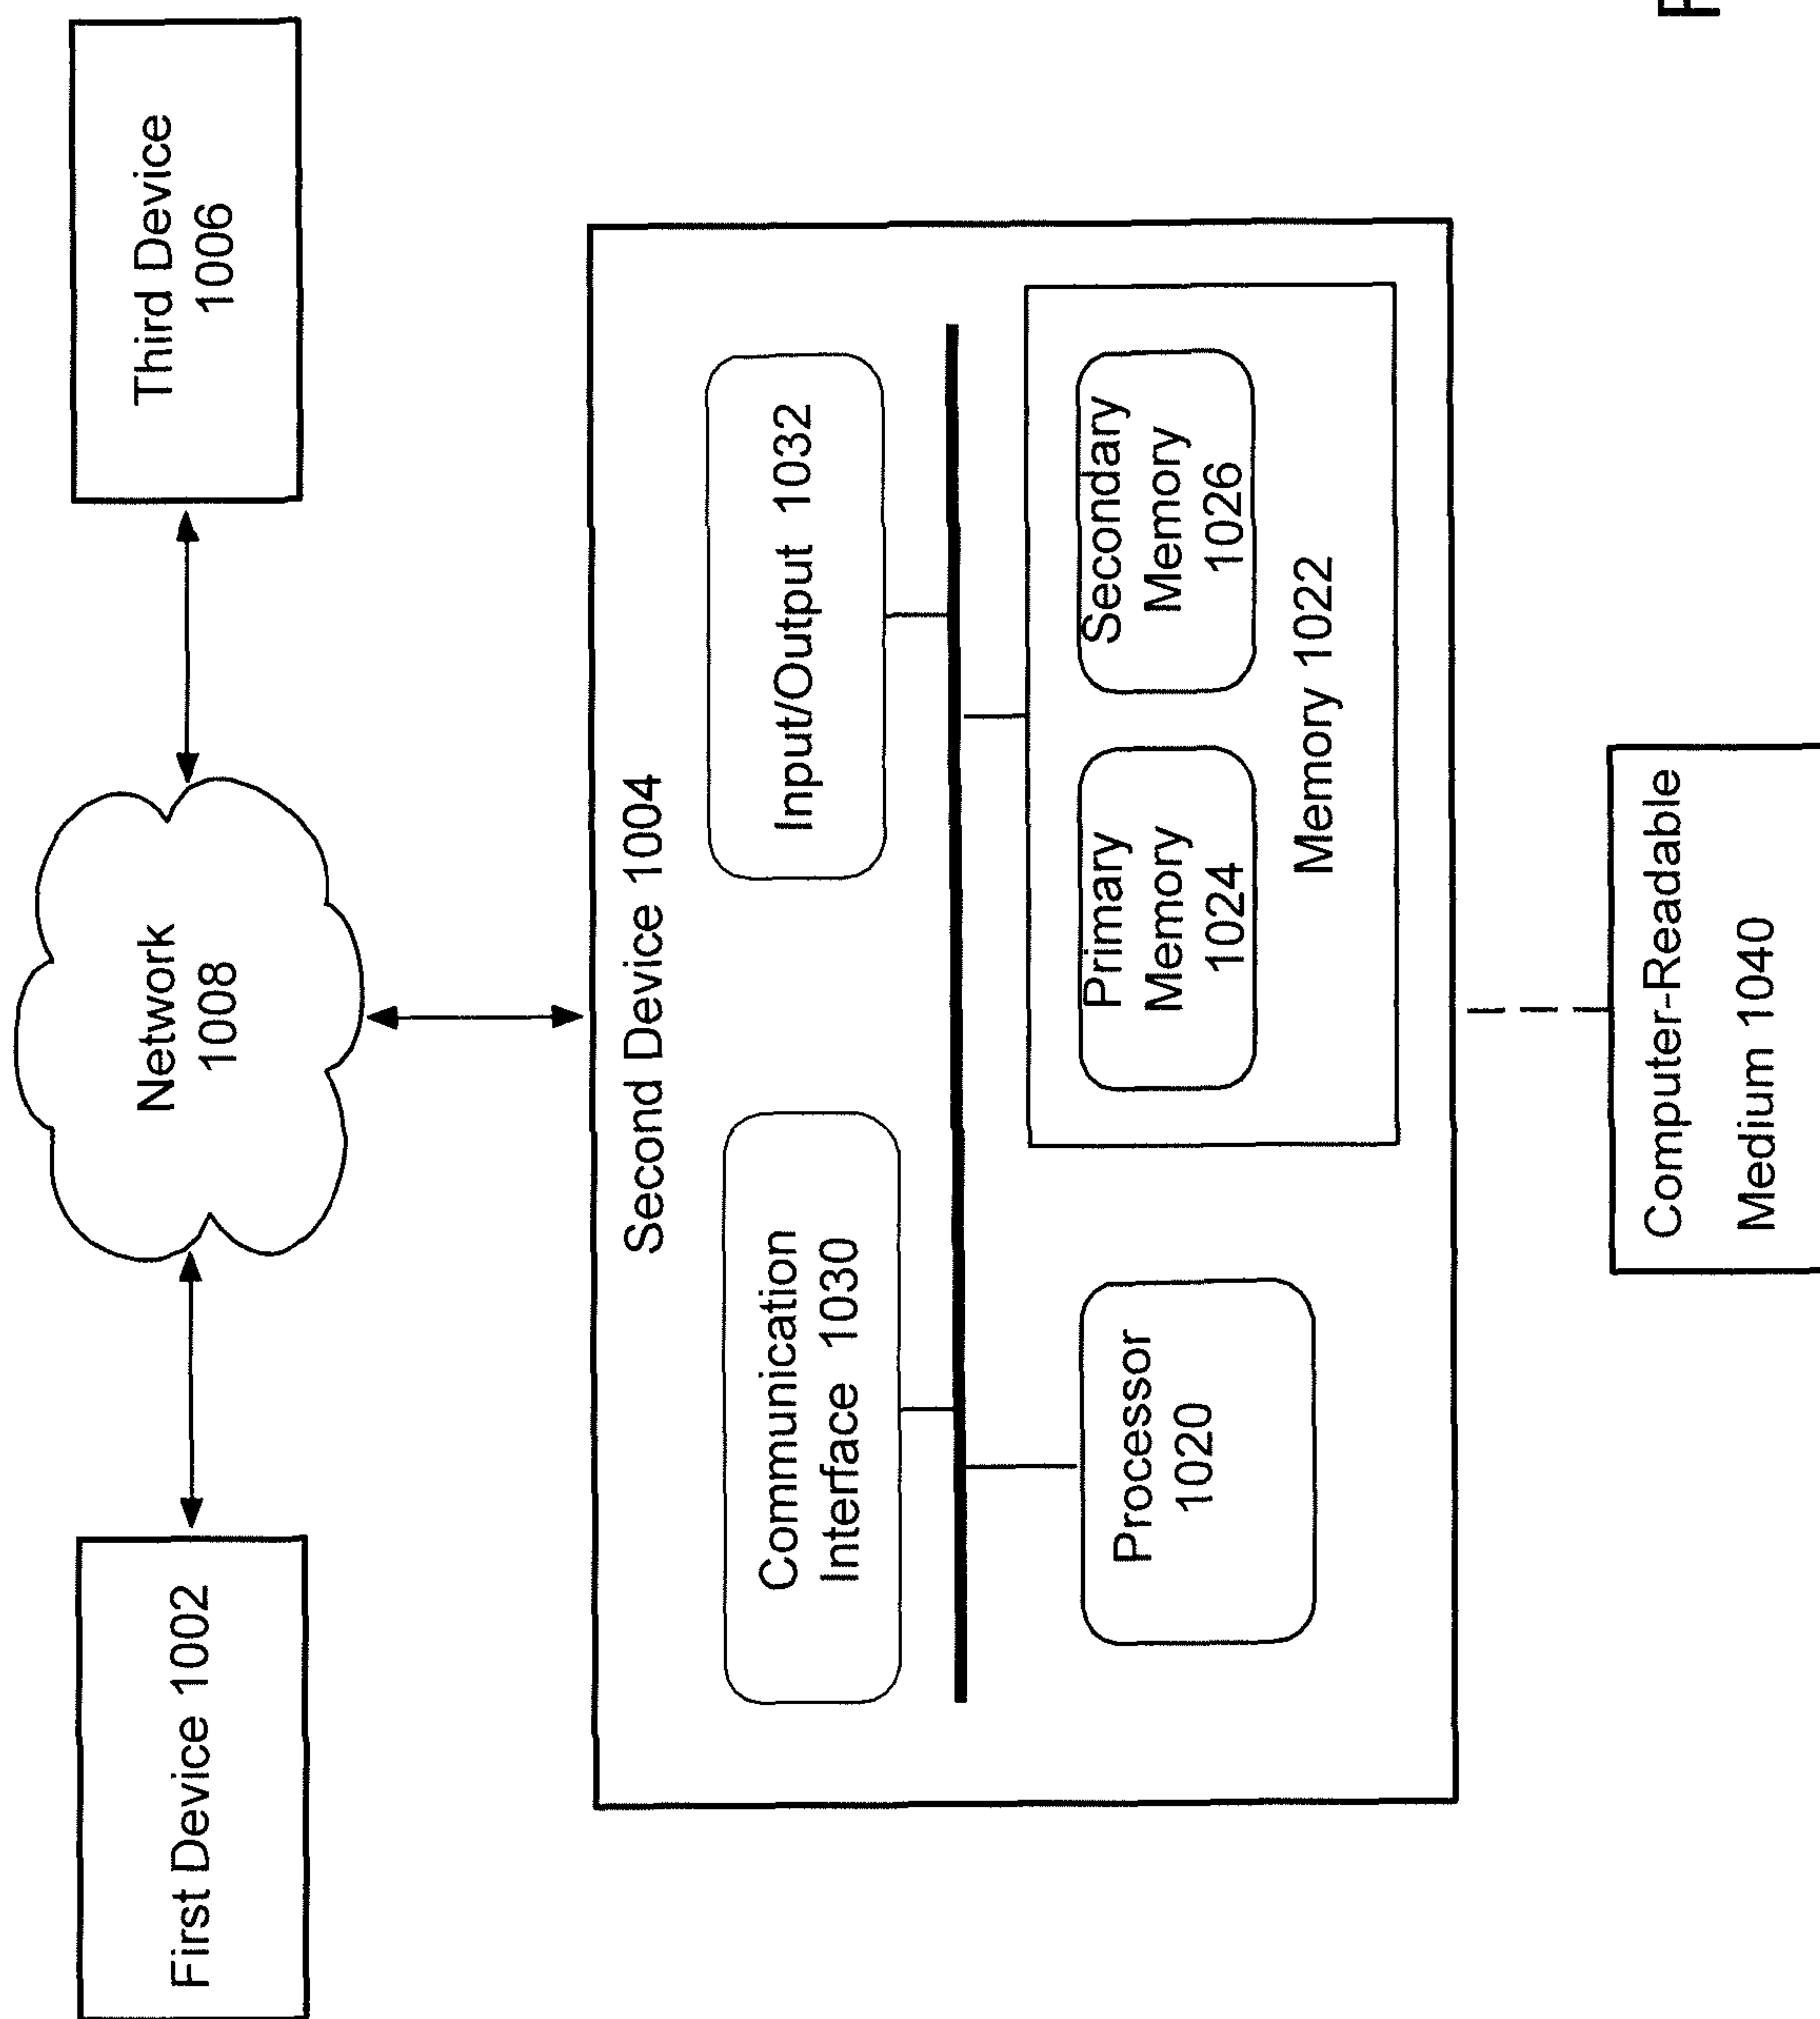 First Device 1002
Network
1008
Third Device
1006
Second Device 1004
Communication
Interface 1030
Input/Output 1032
Processor
1020
Primary
Memory
1024
Secondary
Memory
1026
Memory 1022
Computer-Readable
Medium 1040
F